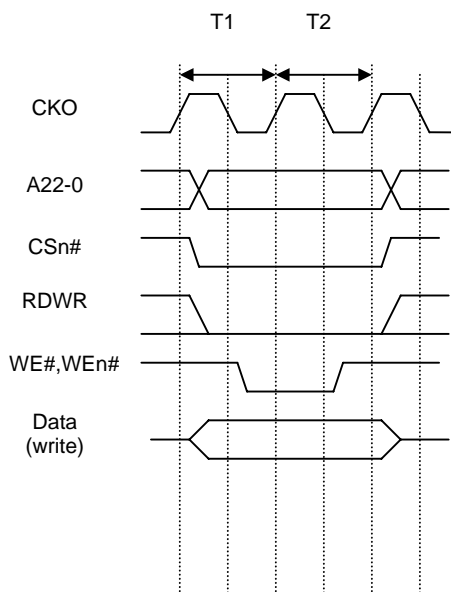 T1 T2
CKO
A22-0
CSn#
RDWR
WE#,WEn#
Data
(write)